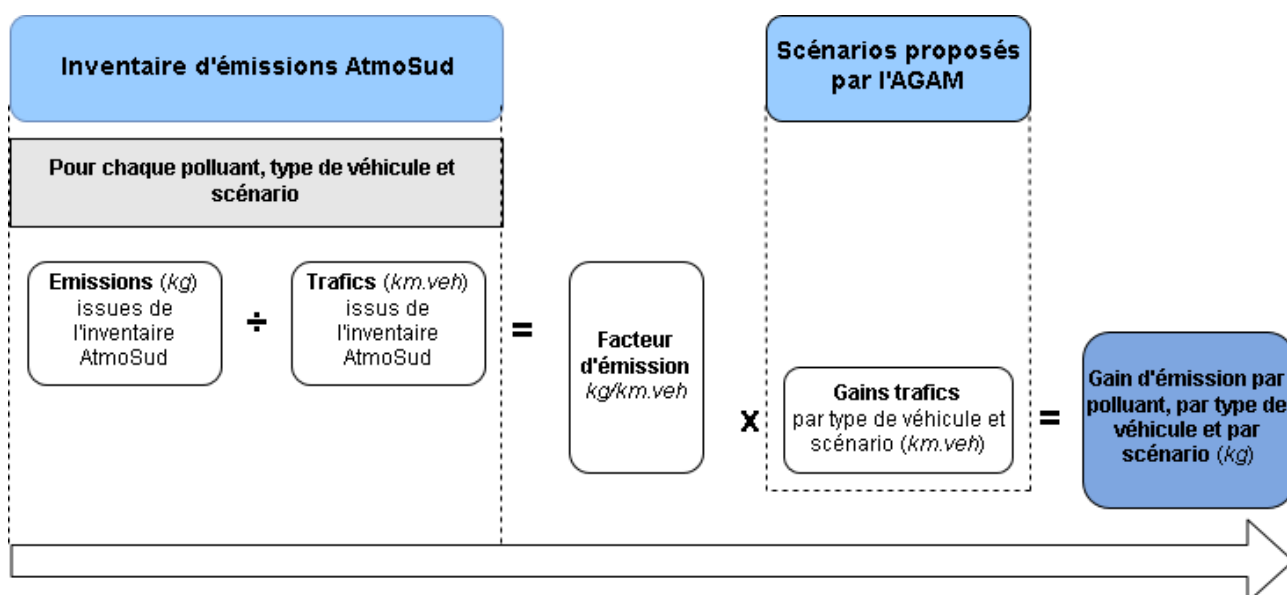 Inventaire d'émissions AtmoSud
Scénarios proposés
par l'AGAM
Pour chaque polluant, type de véhicule et
scénario
Emissions (kg)
issues de
l'inventaire
AtmoSud
÷
Trafics (km.veh)
issus de
l'inventaire
AtmoSud
=
Facteur
d'émission
kg/km.veh
x
Gains trafics
par type de véhicule et
scénario (km.veh)
=
Gain d'émission par
polluant, par type de
véhicule et par
scénario (kg)